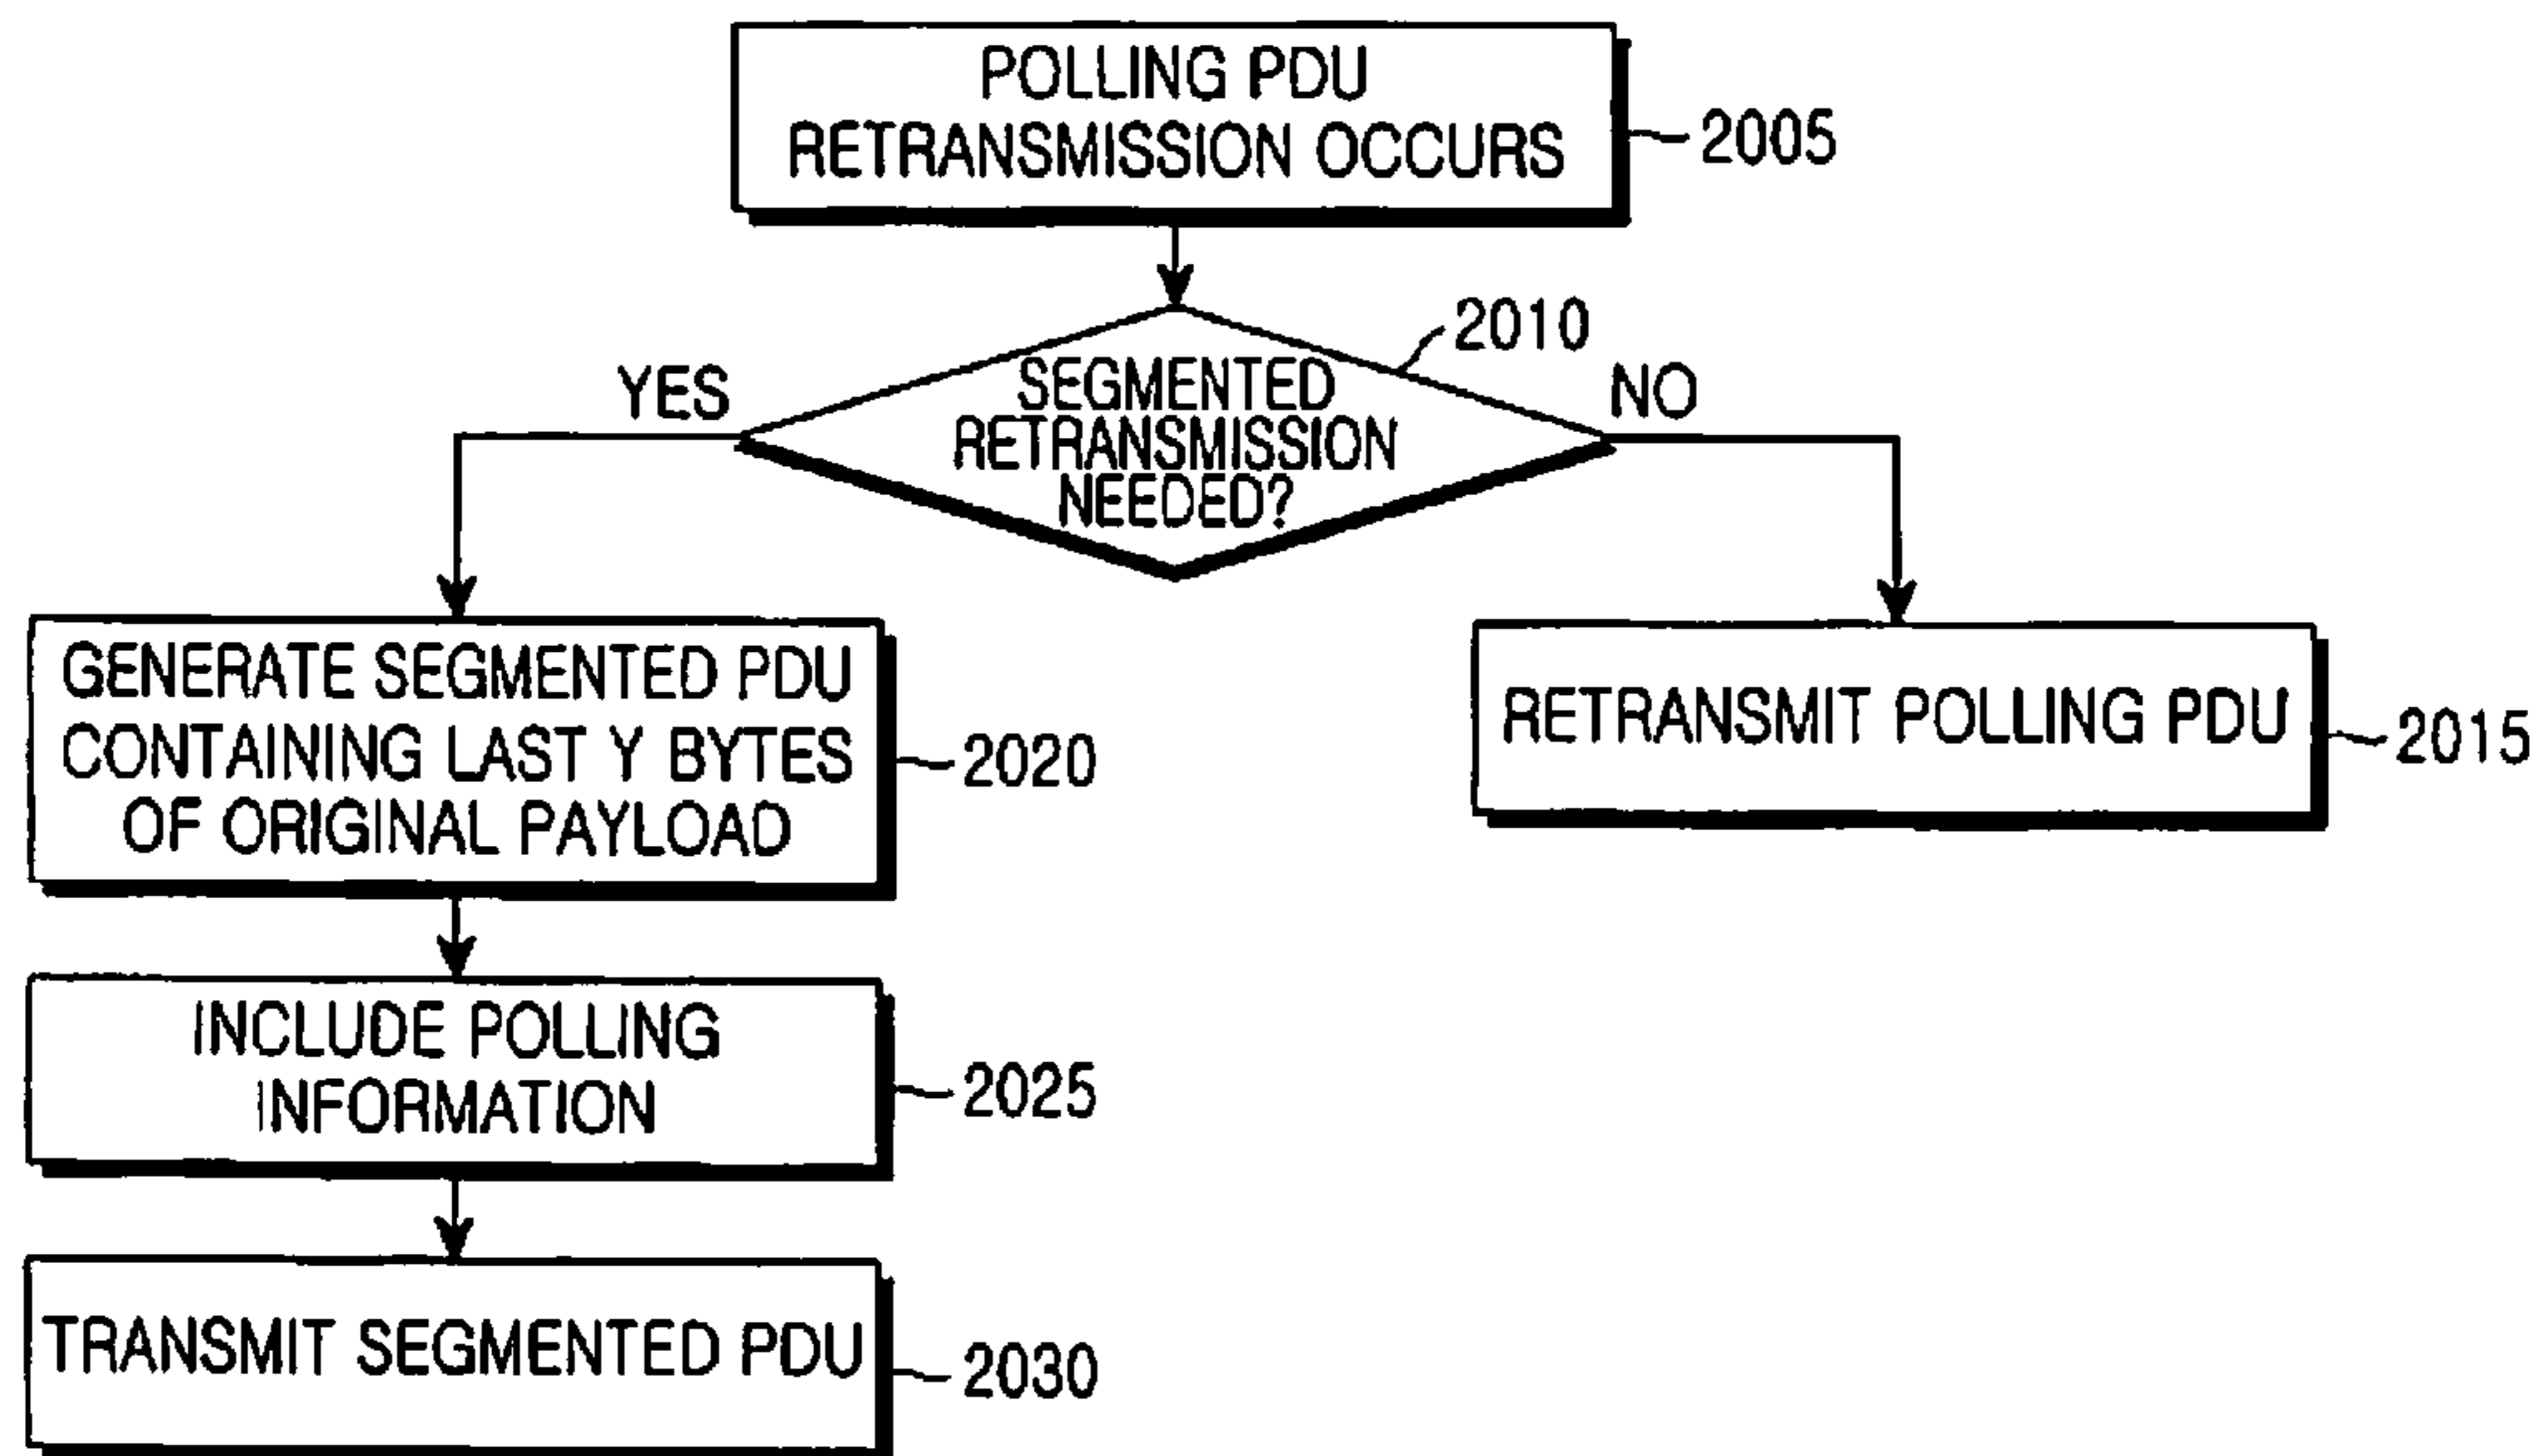 POLLING PDU
RETRANSMISSION OCCURS
2005
2010
YES
SEGMENTED
RETRANSMISSION
NEEDED?
NO
GENERATE SEGMENTED PDU
CONTAINING LAST Y BYTES
OF ORIGINAL PAYLOAD
2020
RETRANSMIT POLLING PDU
2015
INCLUDE POLLING
INFORMATION
2025
TRANSMIT SEGMENTED PDU
2030